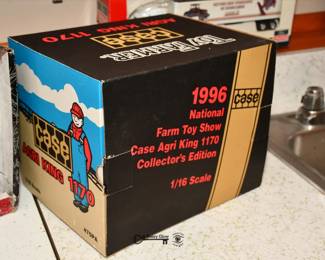 AGRI KING 1170
CASE
TOY FARMER
CASE
AGRI KING 1170
1996
National
Farm Toy Show
Case Agri King 1170
Collector's Edition
1/16 Scale
CASE